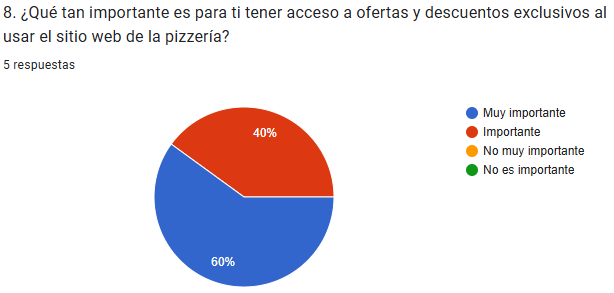 8. ¿Qué tan importante es para ti tener acceso a ofertas y descuentos exclusivos al
usar el sitio web de la pizzería?
5 respuestas
40%
60%
Muy importante
Importante
No muy importante
No es importante